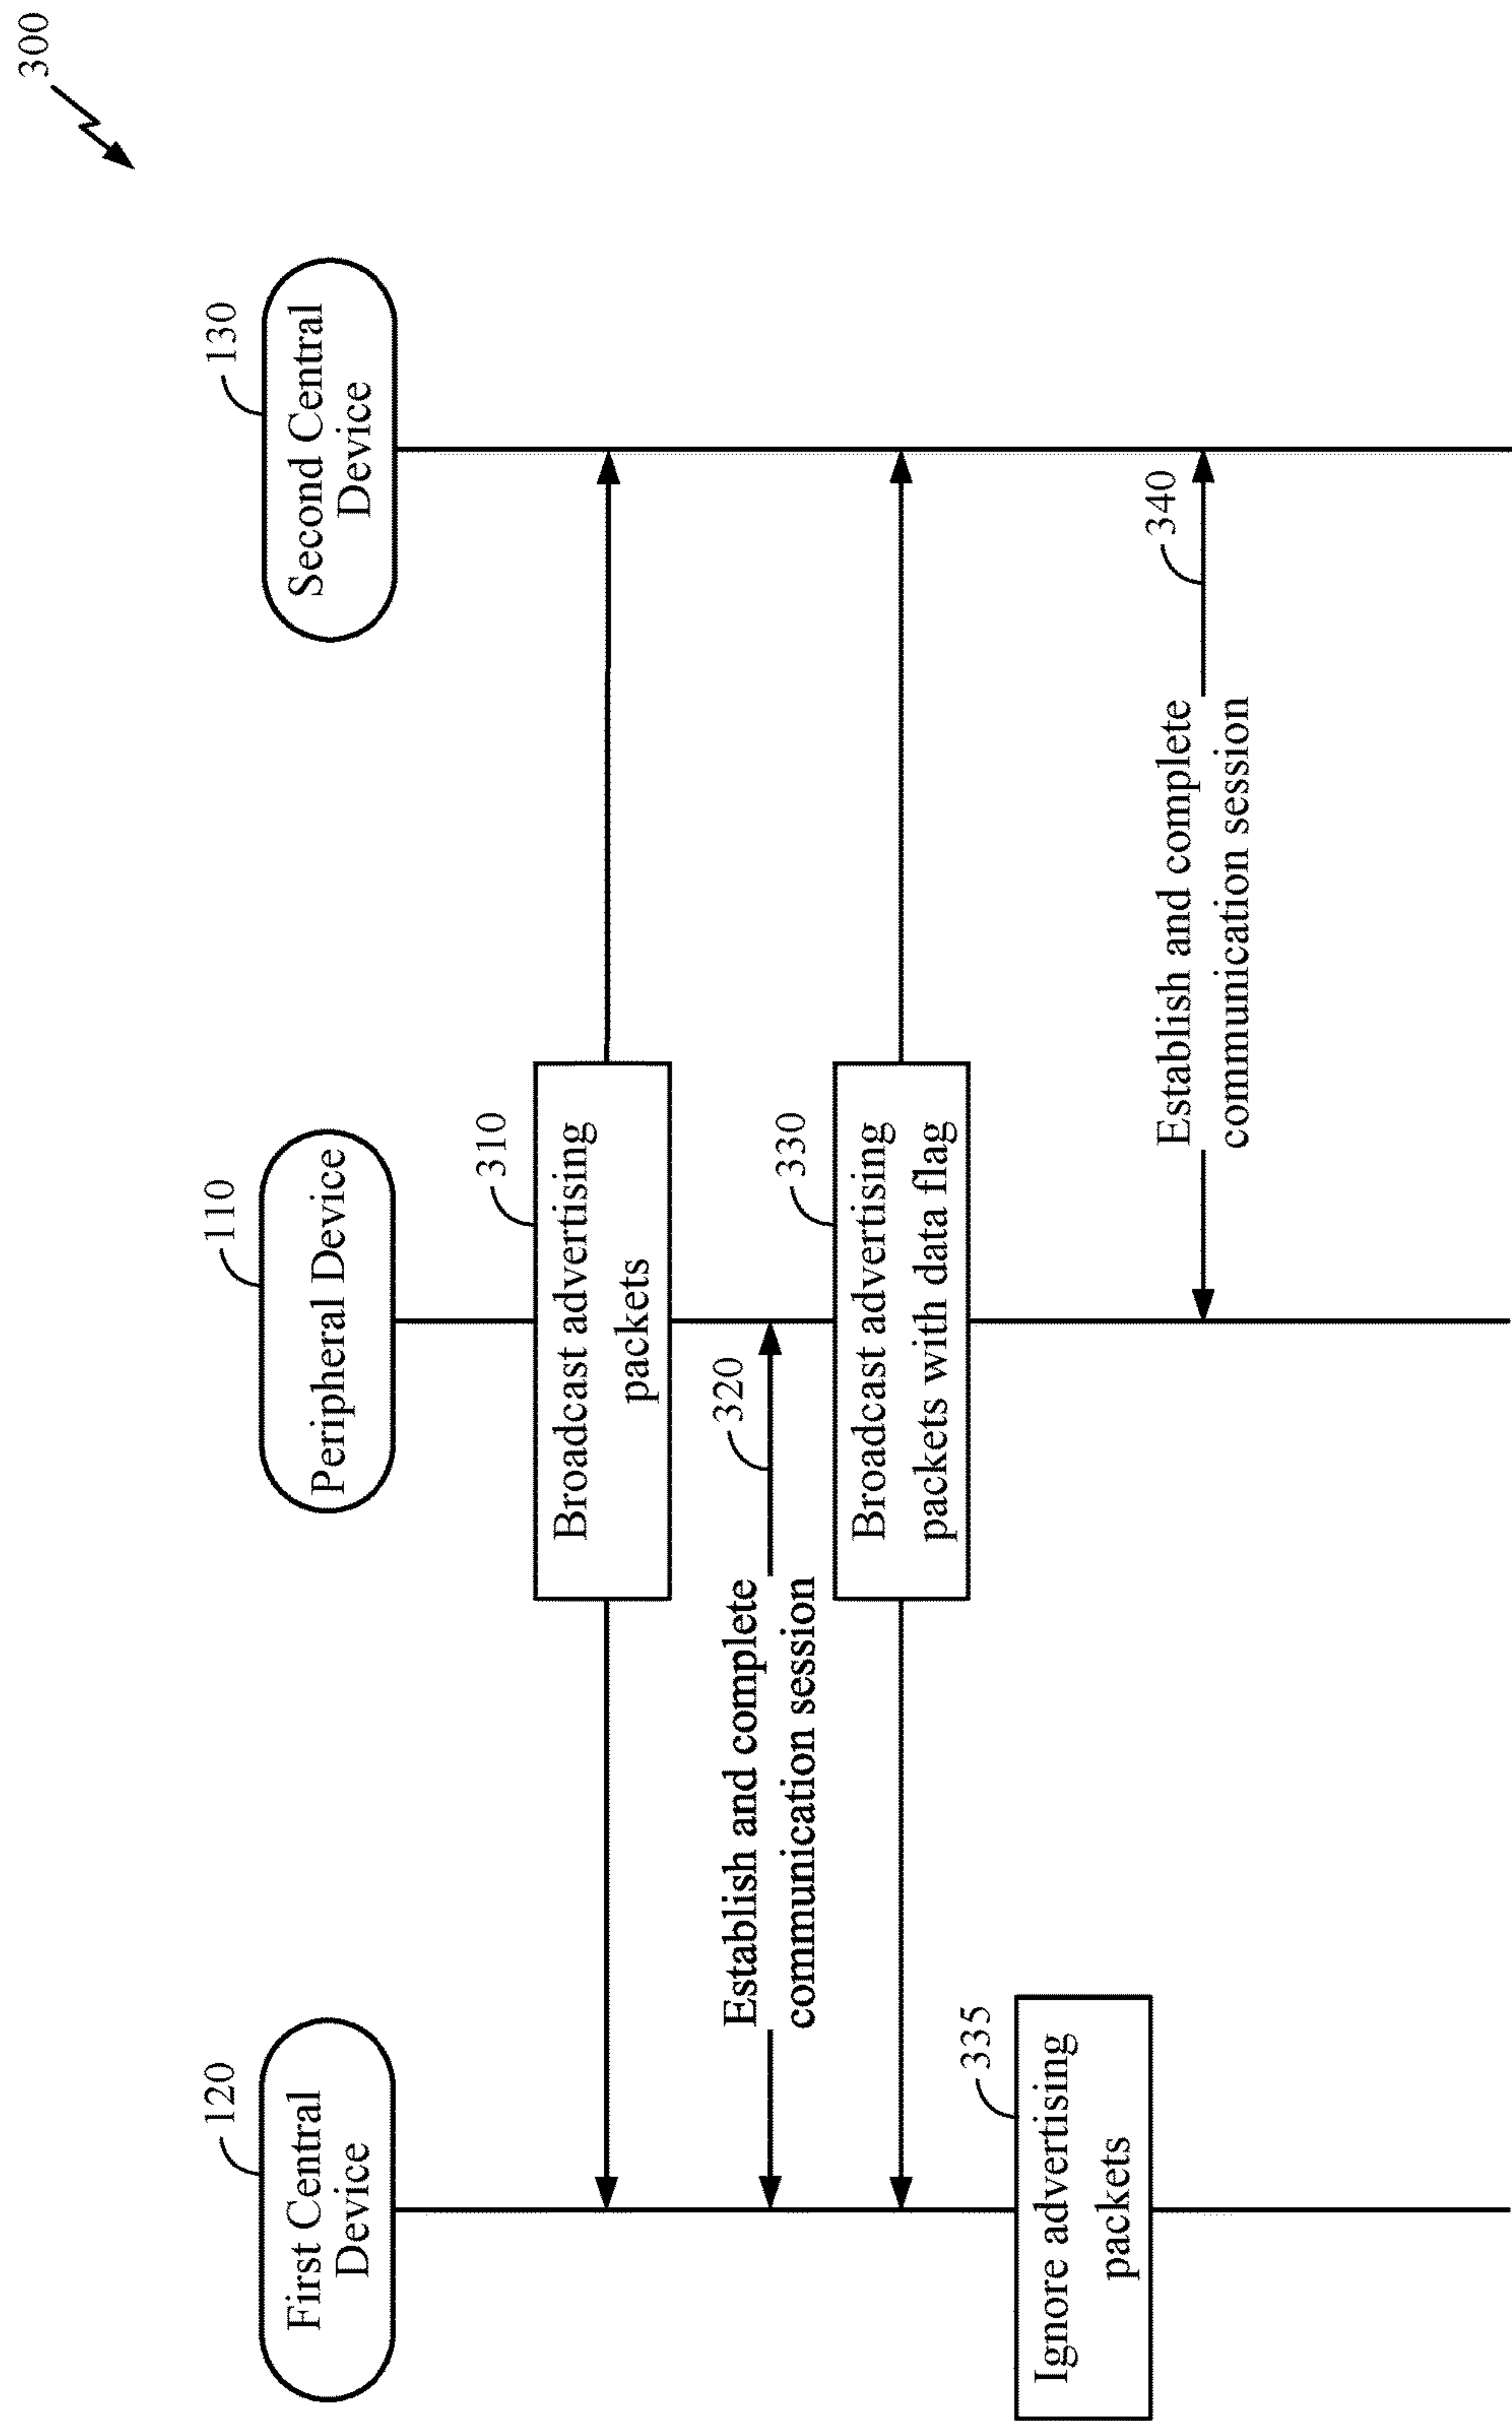 300
120
First Central
Device
110
Peripheral Device
130
Second Central
Device
310
Broadcast advertising
packets
320
Establish and complete
communication session
330
Broadcast advertising
packets with data flag
335
Ignore advertising
packets
340
Establish and complete
communication session